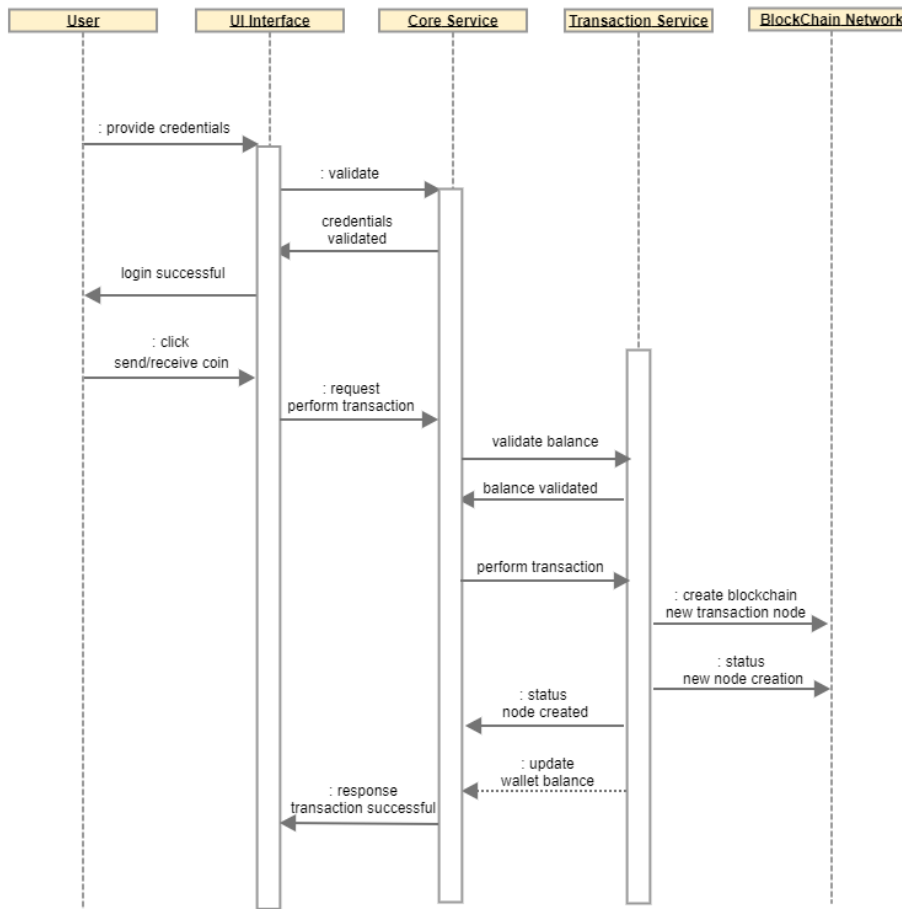 User
UI Interface
Core Service
Transaction Service
BlockChain Network
: provide credentials
: validate
credentials
validated
login successful
: click
send/receive coin
: request
perform transaction
validate balance
balance validated
perform transaction
: create blockchain
new transaction node
: status
new node creation
: status
node created
: update
wallet balance
: response
transaction successful